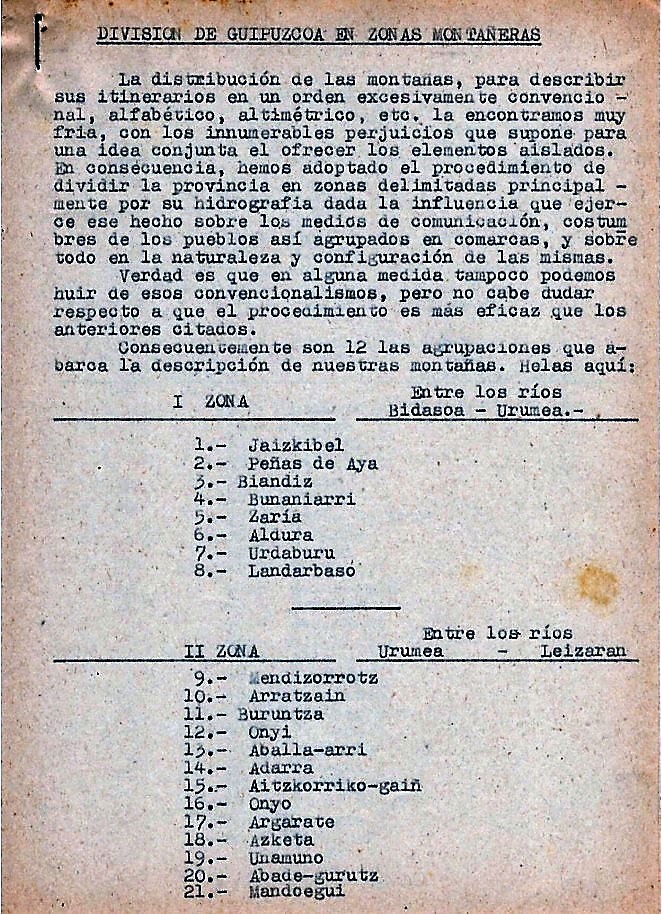 DIVISION DE GUIPUZCOA EN ZONAS MONTAÑERAS
La distribución de las montañas, para describir
sus itinerarios en un orden excesivamente convencio -
nal, alfabético, altimétrico, etc. la encontramos muy
fria, con los innumerables perjuicios que supone para
una idea conjunta el ofrecer los elementos aislados.
En consecuencia, hemos adoptado el procedimiento de
dividir la provincia en zonas delimitadas principal -
mente por su hidrografía dada la influencia que ejer-
ce ese hecho sobre los medios de comunicación, costum
bres de los pueblos así agrupados en comarcas, y sobre
todo en la naturaleza y configuración de las mismas.
Verdad es que en alguna medida tampoco podemos
huir de esos convencionalismos, pero no cabe dudar
respecto a que el procedimiento es más eficaz que los
anteriores citados.
Consecuentemente son 12 las agrupaciones que a-
barca la descripción de nuestras montañas. Helas aquí:
I ZONA Entre los ríos
Bidasoa - Urumea.-
1.- Jaizkibel
2.- Peñas de Aya
3.- Biandiz
4.- Bunaniarri
5.- Zaria
6.- Aldura
7.- Urdaburu
8.- Landarbaso
Entre los ríos
II ZONA Urumea - Leizaran
9.- Mendizorrotz
10.- Arratzain
11.- Buruntza
12.- Onyi
13.- Aballa-arri
14.- Adarra
15.- Aitzkorriko-gaiñ
16.- Onyo
17.- Argarate
18.- Azketa
19.- Unamuno
20.- Abade-gurutz
21.- Mandoegui